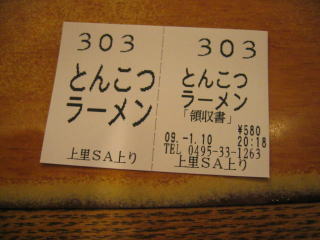 303
とんこつ
ラーメン
上里SA上り
303
とんこつ
ラーメン
「領収書」
¥580
09.-1.10 20:18
TEL 0495-33-1263
上里SA上り